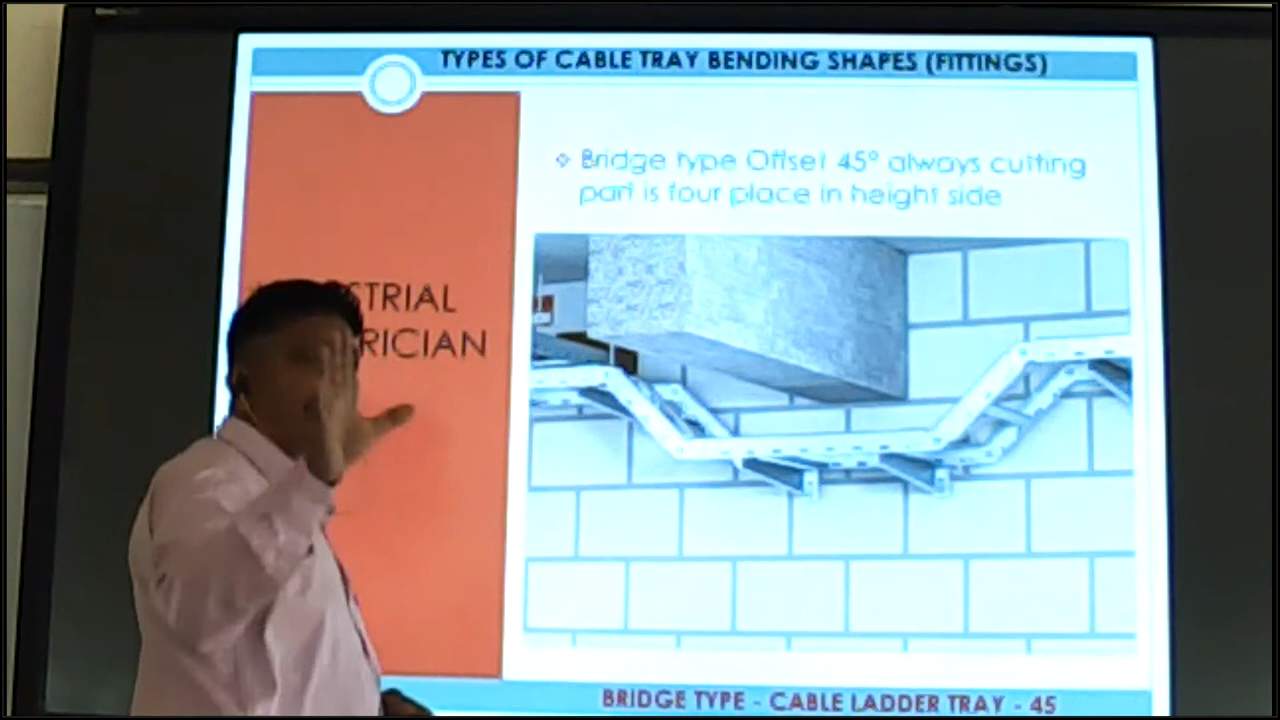 TYPES OF CABLE TRAY BENDING SHAPES (FITTINGS)
❖ Bridge type Offset 45° always cutting
part is four place in height side
STRIAL
RICIAN
BRIDGE TYPE - CABLE LADDER TRAY - 45